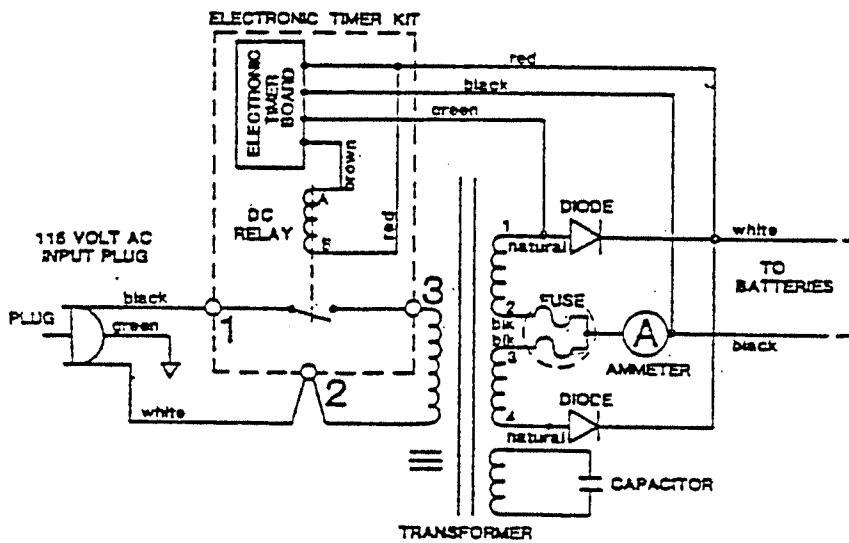 ELECTRONIC TIMER KIT
ELECTRONIC
TIMER
BOARD
red
black
green
brown
A
DC
RELAY
B
red
115 VOLT AC
INPUT PLUG
black
PLUG
green
white
1
2
3
1
natural
DIODE
white
TO
BATTERIES
2
blk
FUSE
blk
3
A
AMMETER
black
4
natural
DIODE
CAPACITOR
TRANSFORMER